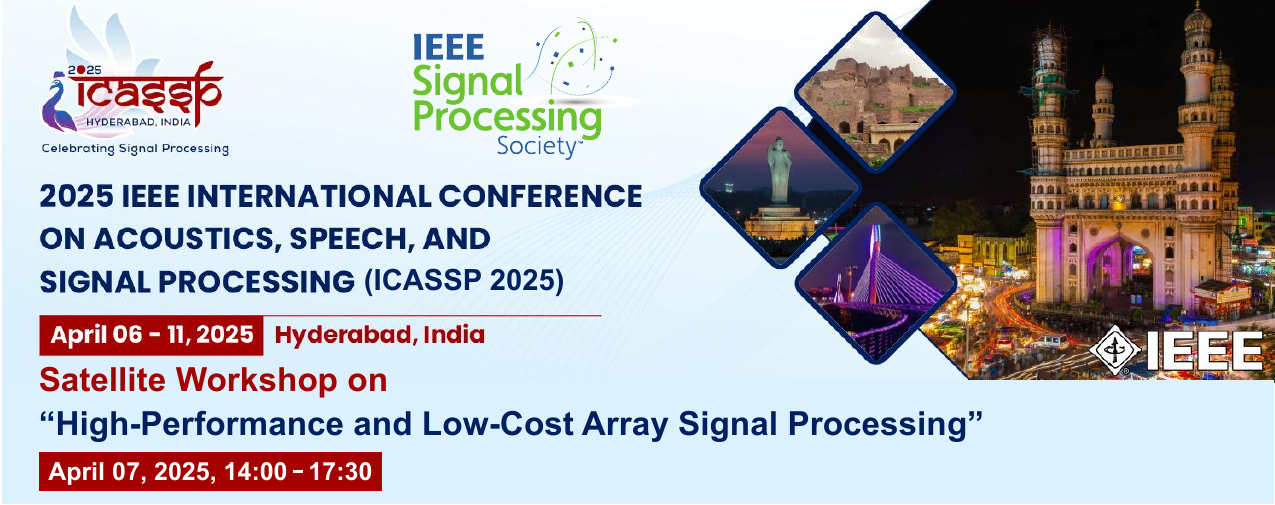 2025
icassp
HYDERABAD, INDIA
Celebrating Signal Processing
IEEE
Signal
Processing
Society™
2025 IEEE INTERNATIONAL CONFERENCE
ON ACOUSTICS, SPEECH, AND
SIGNAL PROCESSING (ICASSP 2025)
April 06 - 11, 2025 Hyderabad, India
IEEE
®
Satellite Workshop on
“High-Performance and Low-Cost Array Signal Processing”
April 07, 2025, 14:00 – 17:30